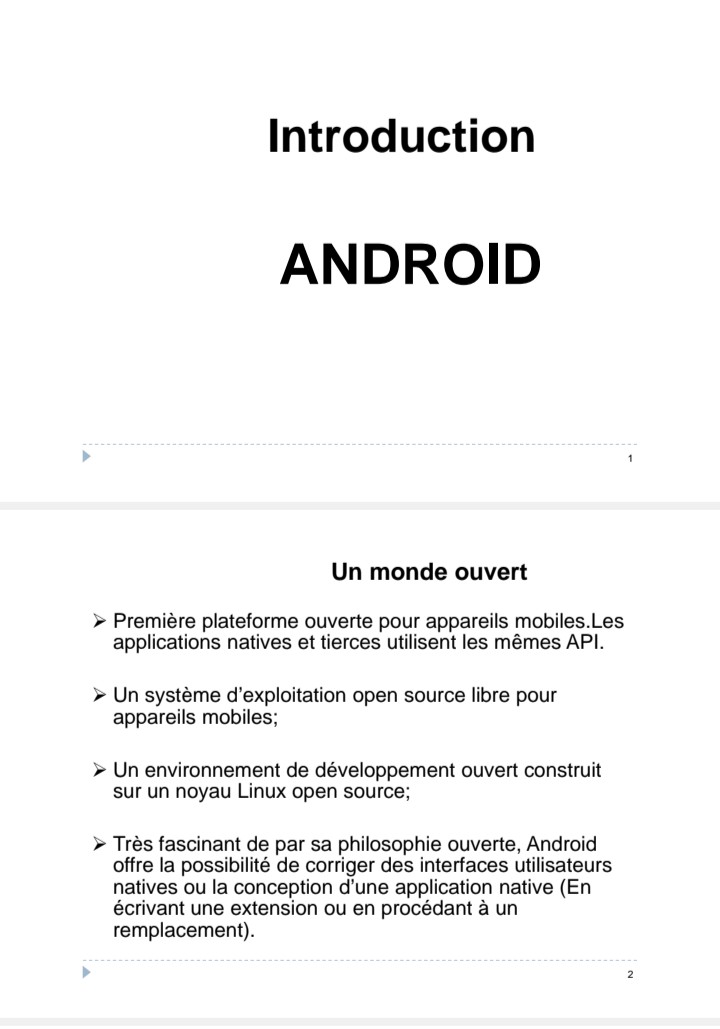 Introduction
ANDROID
1
Un monde ouvert
➢ Première plateforme ouverte pour appareils mobiles.Les
applications natives et tierces utilisent les mêmes API.
➢ Un système d’exploitation open source libre pour
appareils mobiles;
➢ Un environnement de développement ouvert construit
sur un noyau Linux open source;
➢ Très fascinant de par sa philosophie ouverte, Android
offre la possibilité de corriger des interfaces utilisateurs
natives ou la conception d’une application native (En
écrivant une extension ou en procédant à un
remplacement).
2